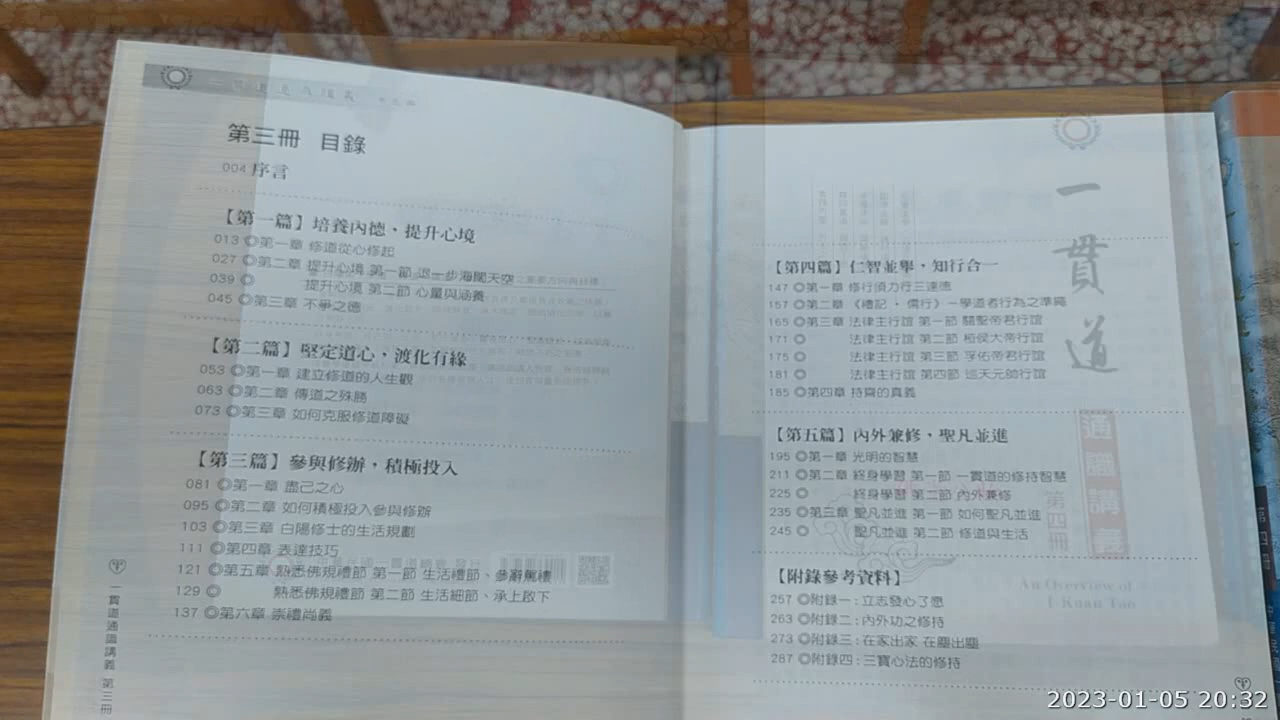 第三冊 目錄
004 序言
【第一篇】培養內德、提升心境
013 ◎第一章 修道從心修起
027 ◎第二章 提升心境 第一節 退一步海闊天空
039 ◎ 提升心境 第二節 心量與涵養
045 ◎第三章 不爭之德
【第二篇】堅定道心、渡化有緣
053 ◎第一章 建立修道的人生觀
063 ◎第二章 傳道之殊勝
073 ◎第三章 如何克服修道障礙
【第三篇】參與修辦，積極投入
081 ◎第一章 盡己之心
095 ◎第二章 如何積極投入參與修辦
103 ◎第三章 白陽修士的生活規劃
111 ◎第四章 表達技巧
121 ◎第五章 熟悉佛規禮節 第一節 生活禮節、參辭駕禮
129 ◎ 熟悉佛規禮節 第二節 生活細節、承上啟下
137 ◎第六章 崇禮尚義
一貫道通識講義 第三冊
【第四篇】仁智並舉，知行合一
147 ◎第一章 修行須力行三達德
157 ◎第二章 《禮記・儒行》－學道者行為之準繩
165 ◎第三章 法律主行誼 第一節 關聖帝君行誼
171 ◎ 法律主行誼 第二節 桓侯大帝行誼
175 ◎ 法律主行誼 第三節 孚佑帝君行誼
181 ◎ 法律主行誼 第四節 巡天元帥行誼
185 ◎第四章 持齋的真義
【第五篇】內外兼修，聖凡並進
195 ◎第一章 光明的智慧
211 ◎第二章 終身學習 第一節 一貫道的修持智慧
225 ◎ 終身學習 第二節 內外兼修
235 ◎第三章 聖凡並進 第一節 如何聖凡並進
245 ◎ 聖凡並進 第二節 修道與生活
【附錄參考資料】
257 ◎附錄一：立志發心了愿
263 ◎附錄二：內外功之修持
273 ◎附錄三：在家出家 在塵出塵
287 ◎附錄四：三寶心法的修持
一貫道
通識講義
第四冊
An Overview of
I-Kuan Tao
2023-01-05 20:32